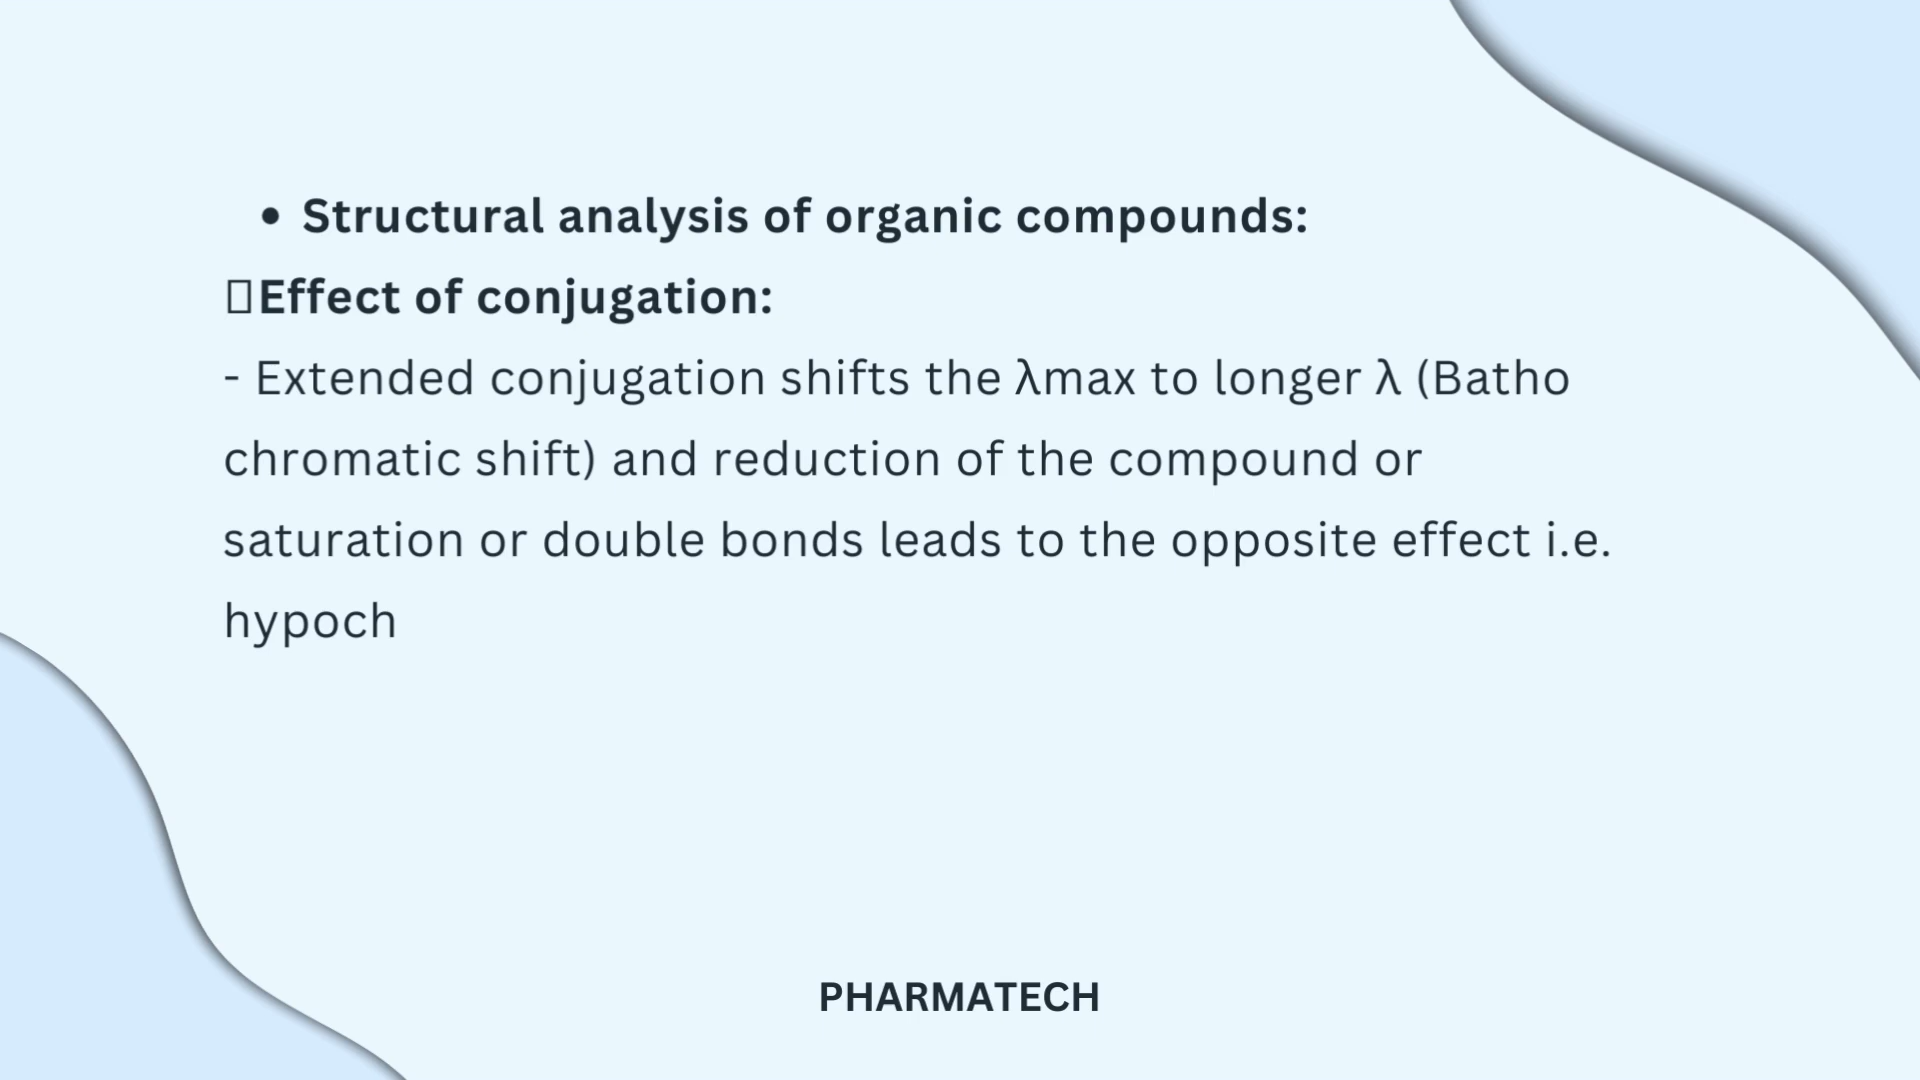 • Structural analysis of organic compounds:
Effect of conjugation:
- Extended conjugation shifts the λmax to longer λ (Batho
chromatic shift) and reduction of the compound or
saturation or double bonds leads to the opposite effect i.e.
hypoch
PHARMATECH